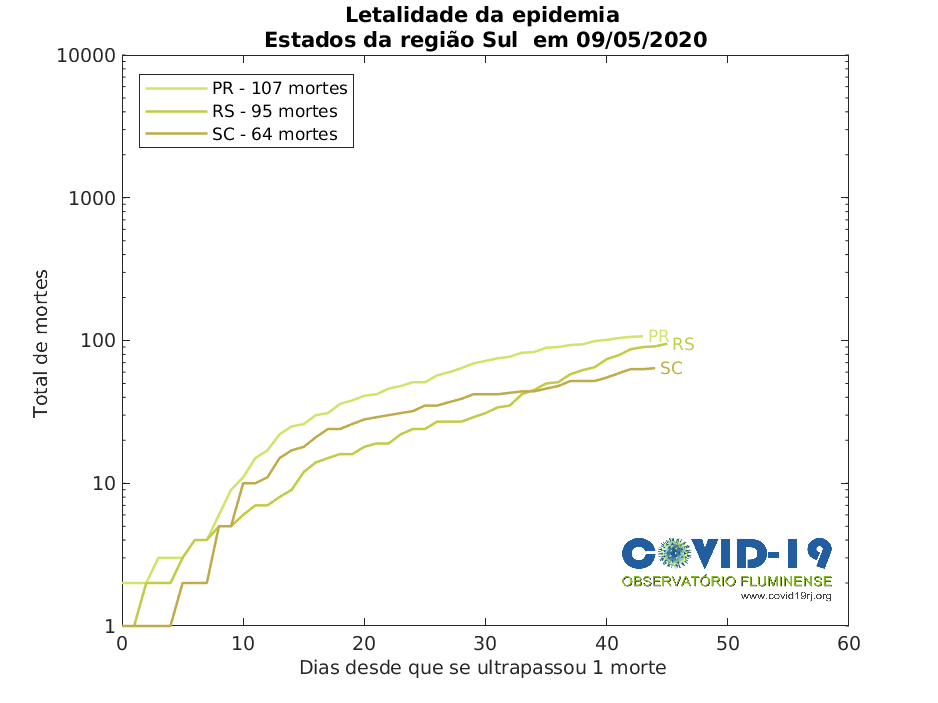 Letalidade da epidemia
Estados da região Sul  em 09/05/2020
10000
1000
100
10
1
Total de mortes
PR - 107 mortes
RS - 95 mortes
SC - 64 mortes
PR
RS
SC
COVID-19
OBSERVATÓRIO FLUMINENSE
www.covid19rj.org
0
10
20
30
40
50
60
Dias desde que se ultrapassou 1 morte